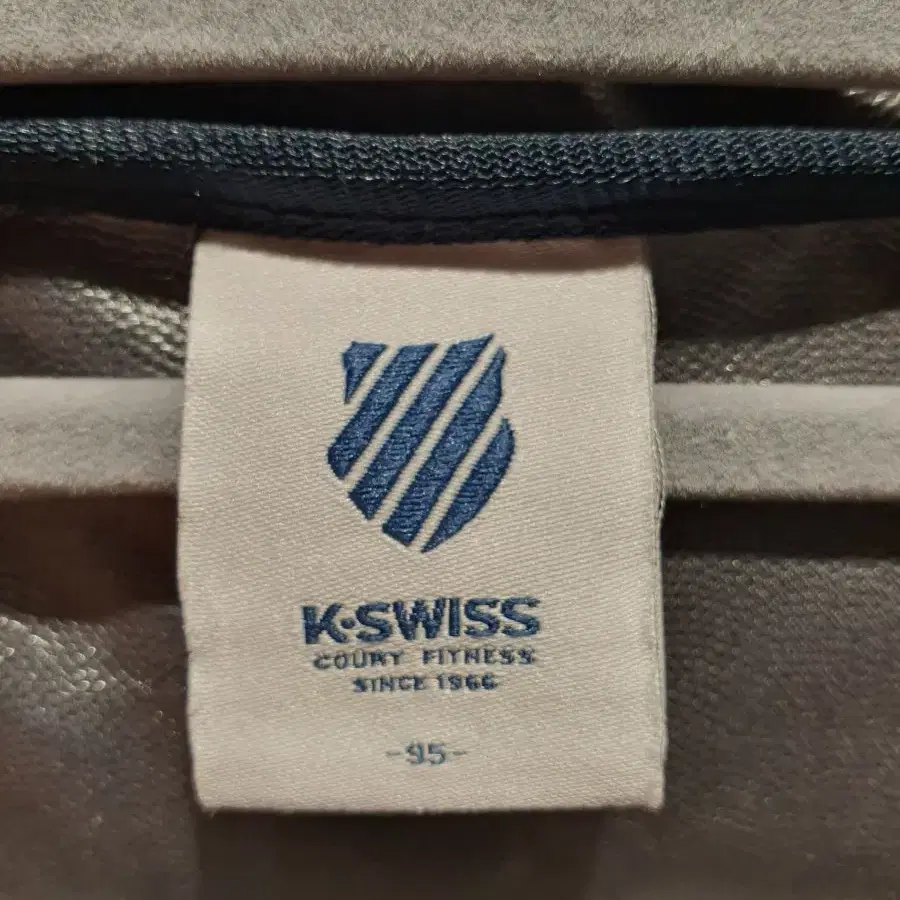 K·SWISS
COURT FITNESS
SINCE 1966
-95-